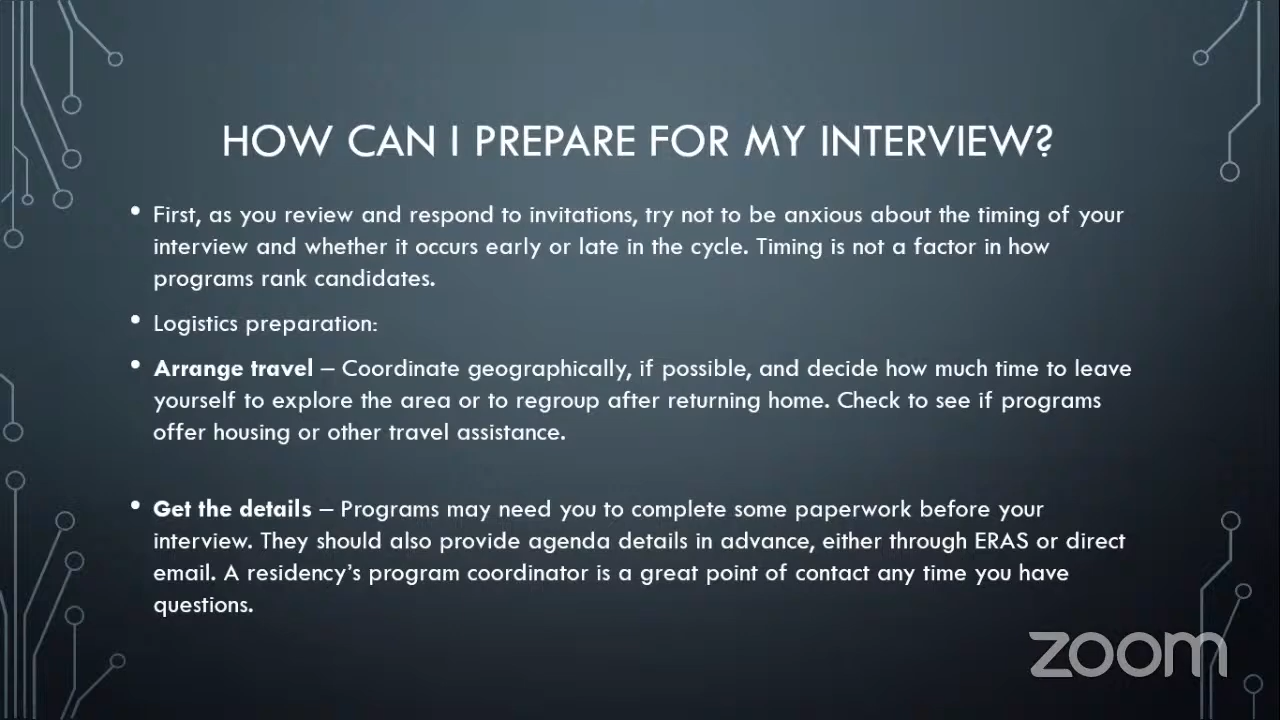 HOW CAN I PREPARE FOR MY INTERVIEW?
• First, as you review and respond to invitations, try not to be anxious about the timing of your
interview and whether it occurs early or late in the cycle. Timing is not a factor in how
programs rank candidates.
• Logistics preparation:
• Arrange travel – Coordinate geographically, if possible, and decide how much time to leave
yourself to explore the area or to regroup after returning home. Check to see if programs
offer housing or other travel assistance.
• Get the details – Programs may need you to complete some paperwork before your
interview. They should also provide agenda details in advance, either through ERAS or direct
email. A residency’s program coordinator is a great point of contact any time you have
questions.
zoom